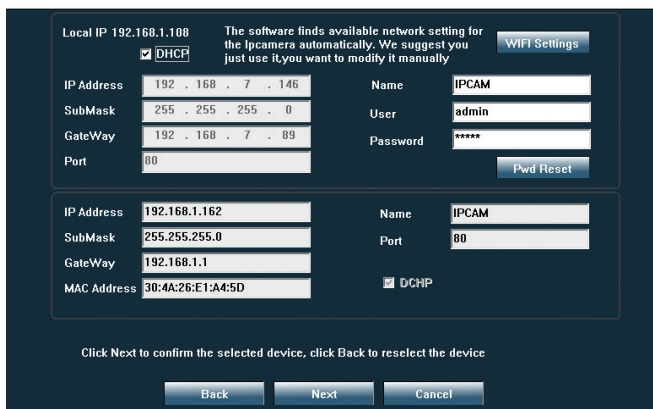 Local IP 192.168.1.108
DHCP
The software finds available network setting for
the Ipcamera automatically. We suggest you
just use it,you want to modify it manually
WIFI Settings
IP Address 192 . 168 . 7 . 146
SubMask 255 . 255 . 255 . 0
GateWay 192 . 168 . 7 . 89
Port 80
Name IPCAM
User admin
Password *****
Pwd Reset
IP Address 192.168.1.162
SubMask 255.255.255.0
GateWay 192.168.1.1
MAC Address 30:4A:26:E1:A4:5D
Name IPCAM
Port 80
DCHP
Click Next to confirm the selected device, click Back to reselect the device
Back Next Cancel